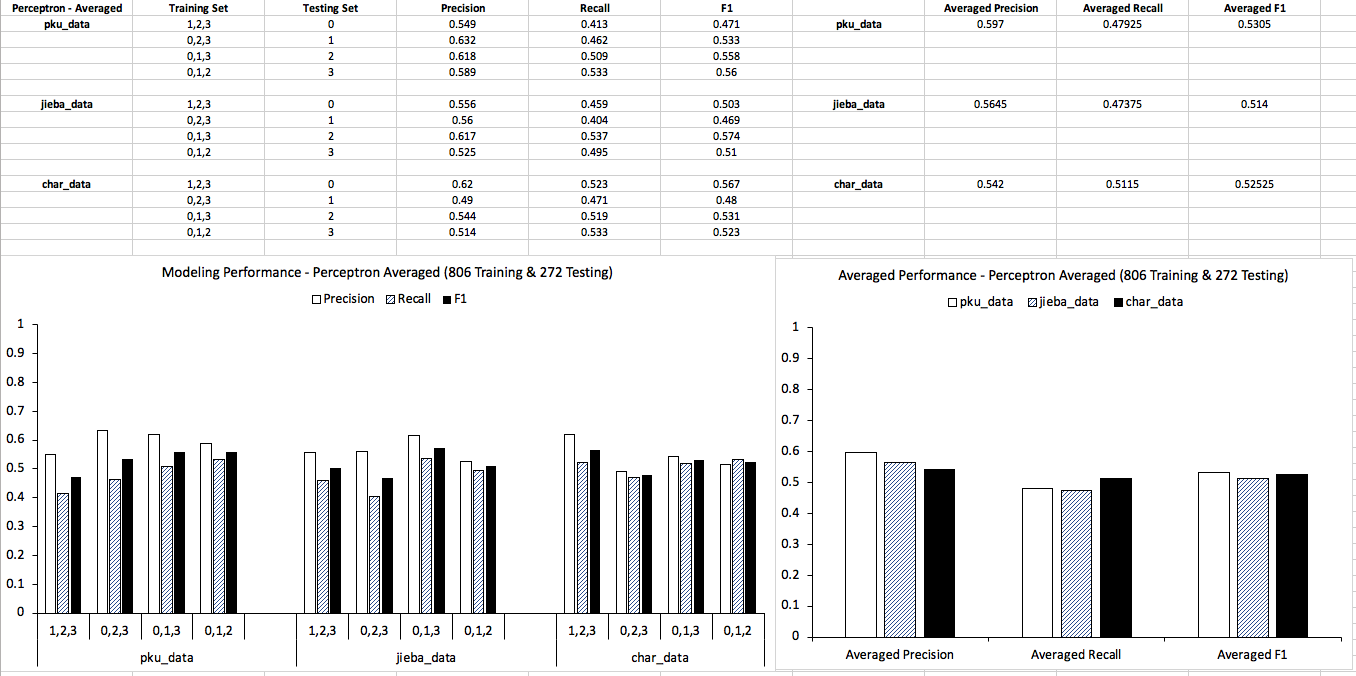 Perceptron - Averaged Training Set Testing Set Precision Recall F1 Averaged Precision Averaged Recall Averaged F1
pku_data 1,2,3 0 0.549 0.413 0.471 pku_data 0.597 0.47925 0.5305
0,2,3 1 0.632 0.462 0.533
0,1,3 2 0.618 0.509 0.558
0,1,2 3 0.589 0.533 0.56
jieba_data 1,2,3 0 0.556 0.459 0.503 jieba_data 0.5645 0.47375 0.514
0,2,3 1 0.56 0.404 0.469
0,1,3 2 0.617 0.537 0.574
0,1,2 3 0.525 0.495 0.51
char_data 1,2,3 0 0.62 0.523 0.567 char_data 0.542 0.5115 0.52525
0,2,3 1 0.49 0.471 0.48
0,1,3 2 0.544 0.519 0.531
0,1,2 3 0.514 0.533 0.523
Modeling Performance - Perceptron Averaged (806 Training & 272 Testing)
Precision Recall F1
1
0.9
0.8
0.7
0.6
0.5
0.4
0.3
0.2
0.1
0
1,2,3 0,2,3 0,1,3 0,1,2 1,2,3 0,2,3 0,1,3 0,1,2 1,2,3 0,2,3 0,1,3 0,1,2
pku_data jieba_data char_data
Averaged Performance - Perceptron Averaged (806 Training & 272 Testing)
pku_data jieba_data char_data
1
0.9
0.8
0.7
0.6
0.5
0.4
0.3
0.2
0.1
0
Averaged Precision Averaged Recall Averaged F1